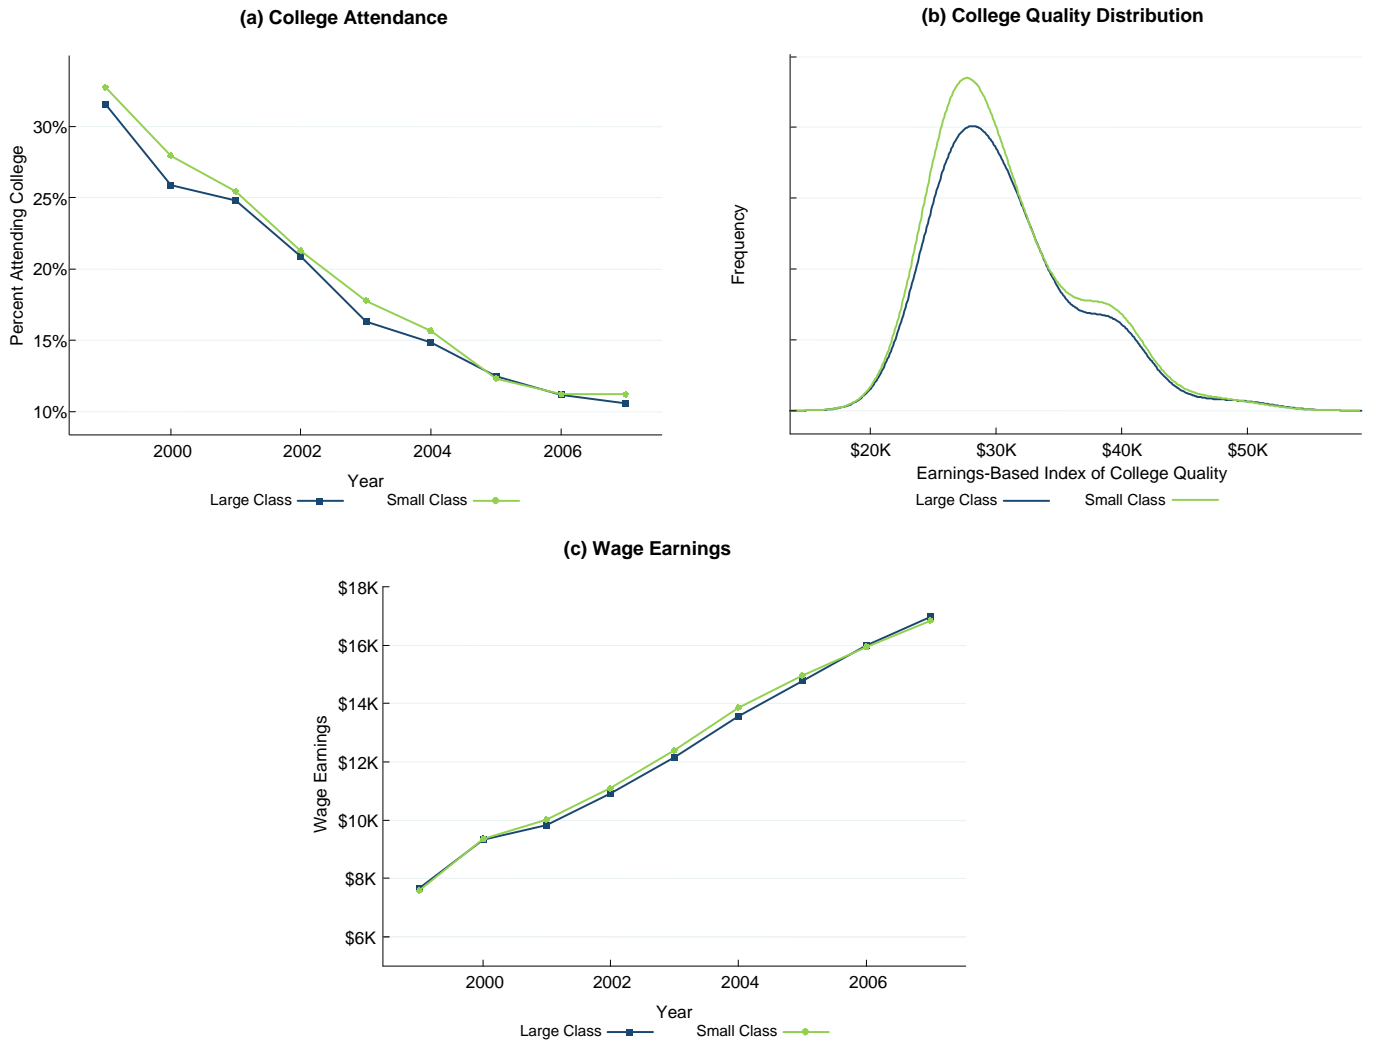 (a) College Attendance
Percent Attending College
30%
25%
20%
15%
10%
2000 2002 2004 2006
Year
Large Class Small Class
(b) College Quality Distribution
Frequency
$20K $30K $40K $50K
Earnings-Based Index of College Quality
Large Class Small Class
(c) Wage Earnings
Wage Earnings
$18K
$16K
$14K
$12K
$10K
$8K
$6K
2000 2002 2004 2006
Year
Large Class Small Class